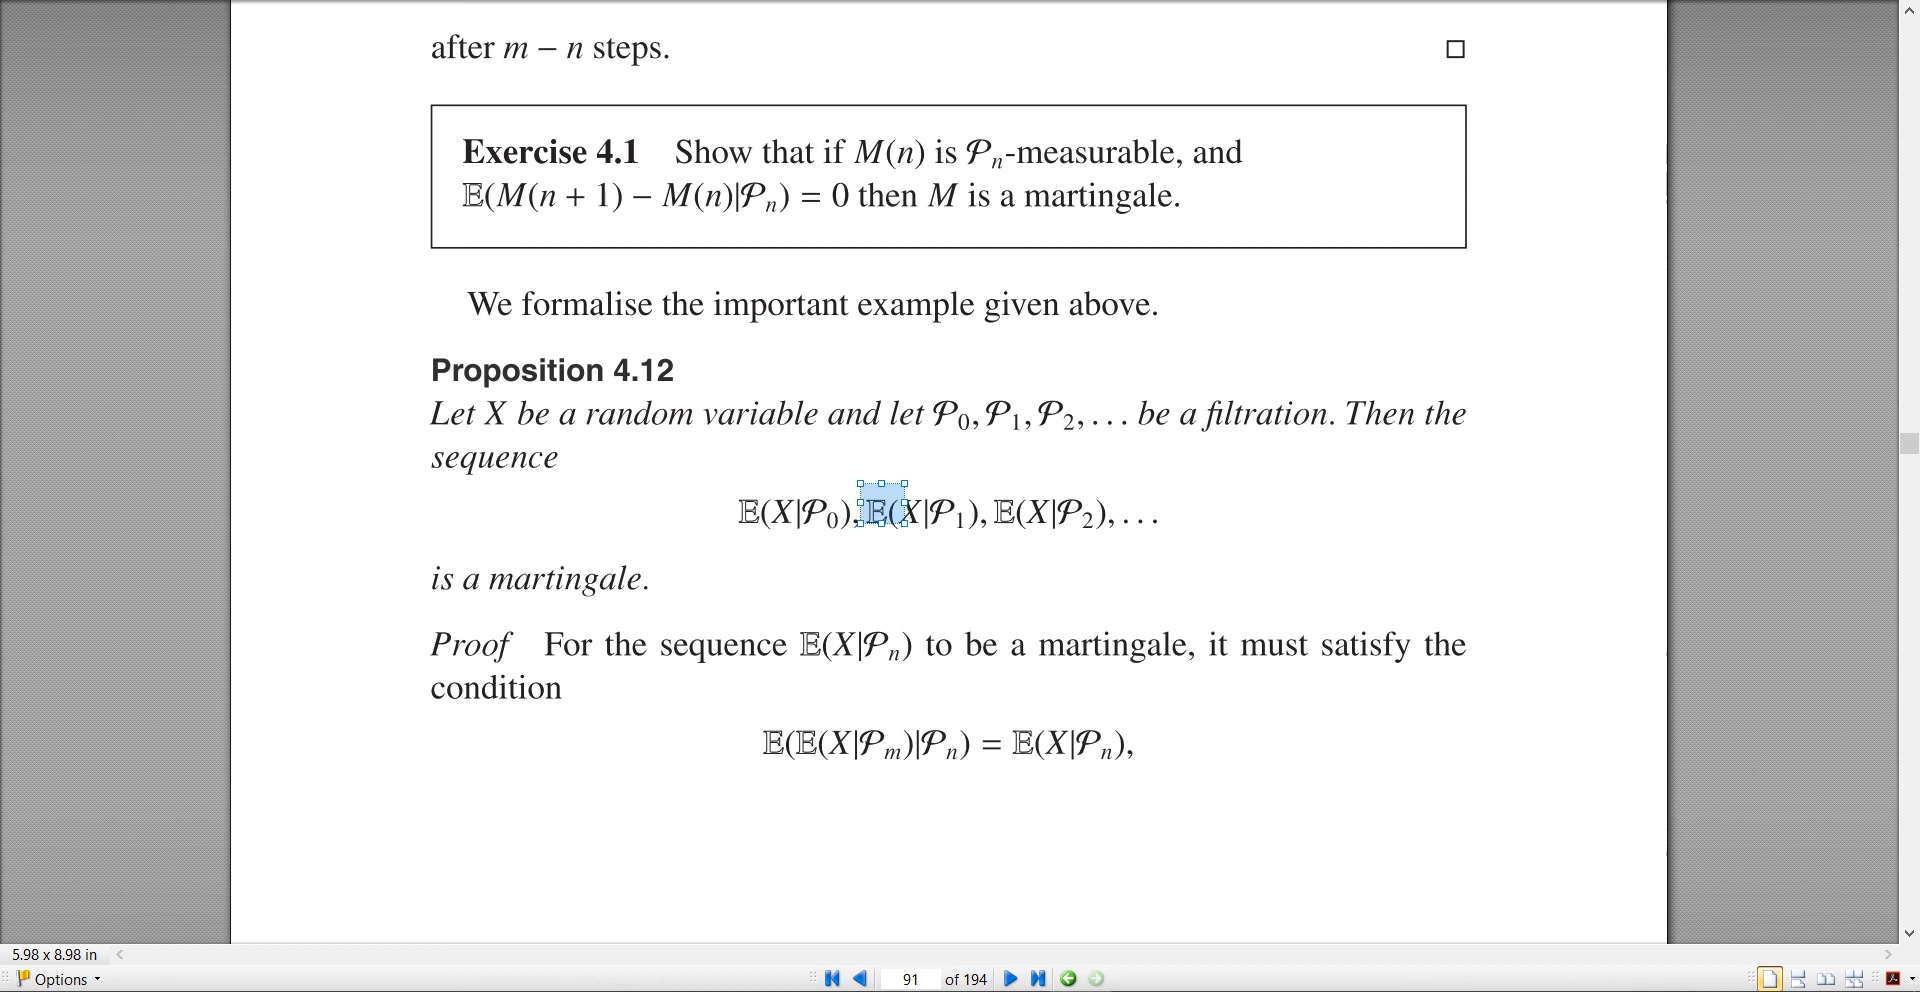 after m − n steps. □
Exercise 4.1 Show that if M(n) is 𝒫ₙ-measurable, and
𝔼(M(n + 1) − M(n)|𝒫ₙ) = 0 then M is a martingale.
We formalise the important example given above.
Proposition 4.12
Let X be a random variable and let 𝒫₀, 𝒫₁, 𝒫₂, . . . be a filtration. Then the
sequence
𝔼(X|𝒫₀), 𝔼(X|𝒫₁), 𝔼(X|𝒫₂), . . .
is a martingale.
Proof For the sequence 𝔼(X|𝒫ₙ) to be a martingale, it must satisfy the
condition
𝔼(𝔼(X|𝒫ₘ)|𝒫ₙ) = 𝔼(X|𝒫ₙ),
5.98 x 8.98 in
Options 91 of 194